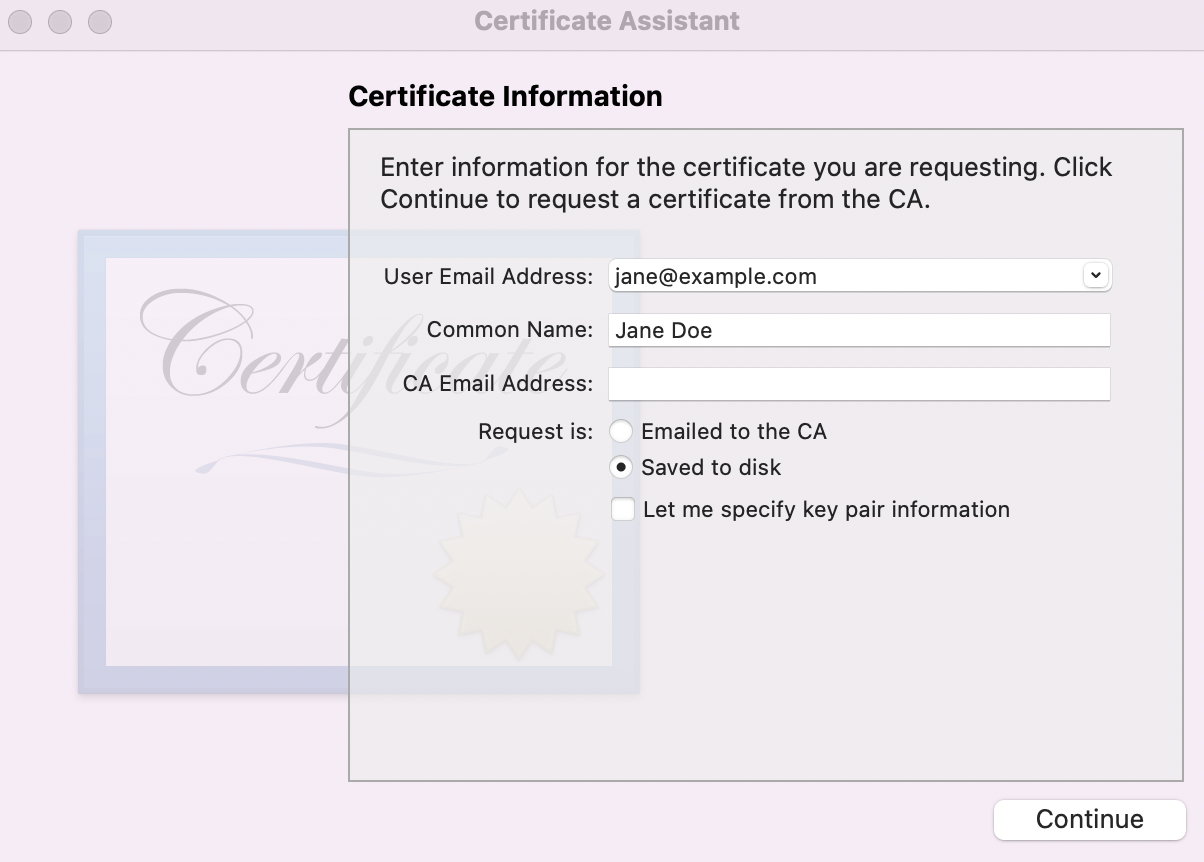 Certificate Assistant
Certificate Information
Enter information for the certificate you are requesting. Click
Continue to request a certificate from the CA.
Certificate
User Email Address: jane@example.com
Common Name: Jane Doe
CA Email Address:
Request is: Emailed to the CA
Saved to disk
Let me specify key pair information
Continue